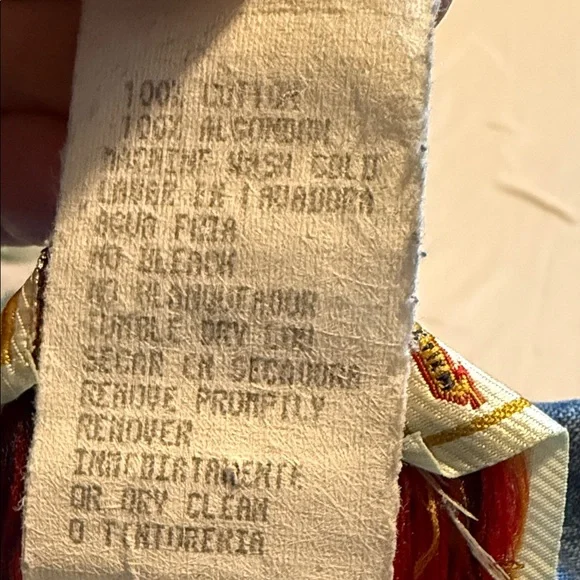 100% COTTON
100% ALGONDAN
MACHINE WASH COLD
LAVAR EN LAVADORA
AGUA FRIA
NO BLEACH
NO BLANQUEADOR
TUMBLE DRY LOW
SECAR EN SECADORA
REMOVE PROMPTLY
REMOVER
INMEDIATAMENTE
OR DRY CLEAN
O TINTORERIA